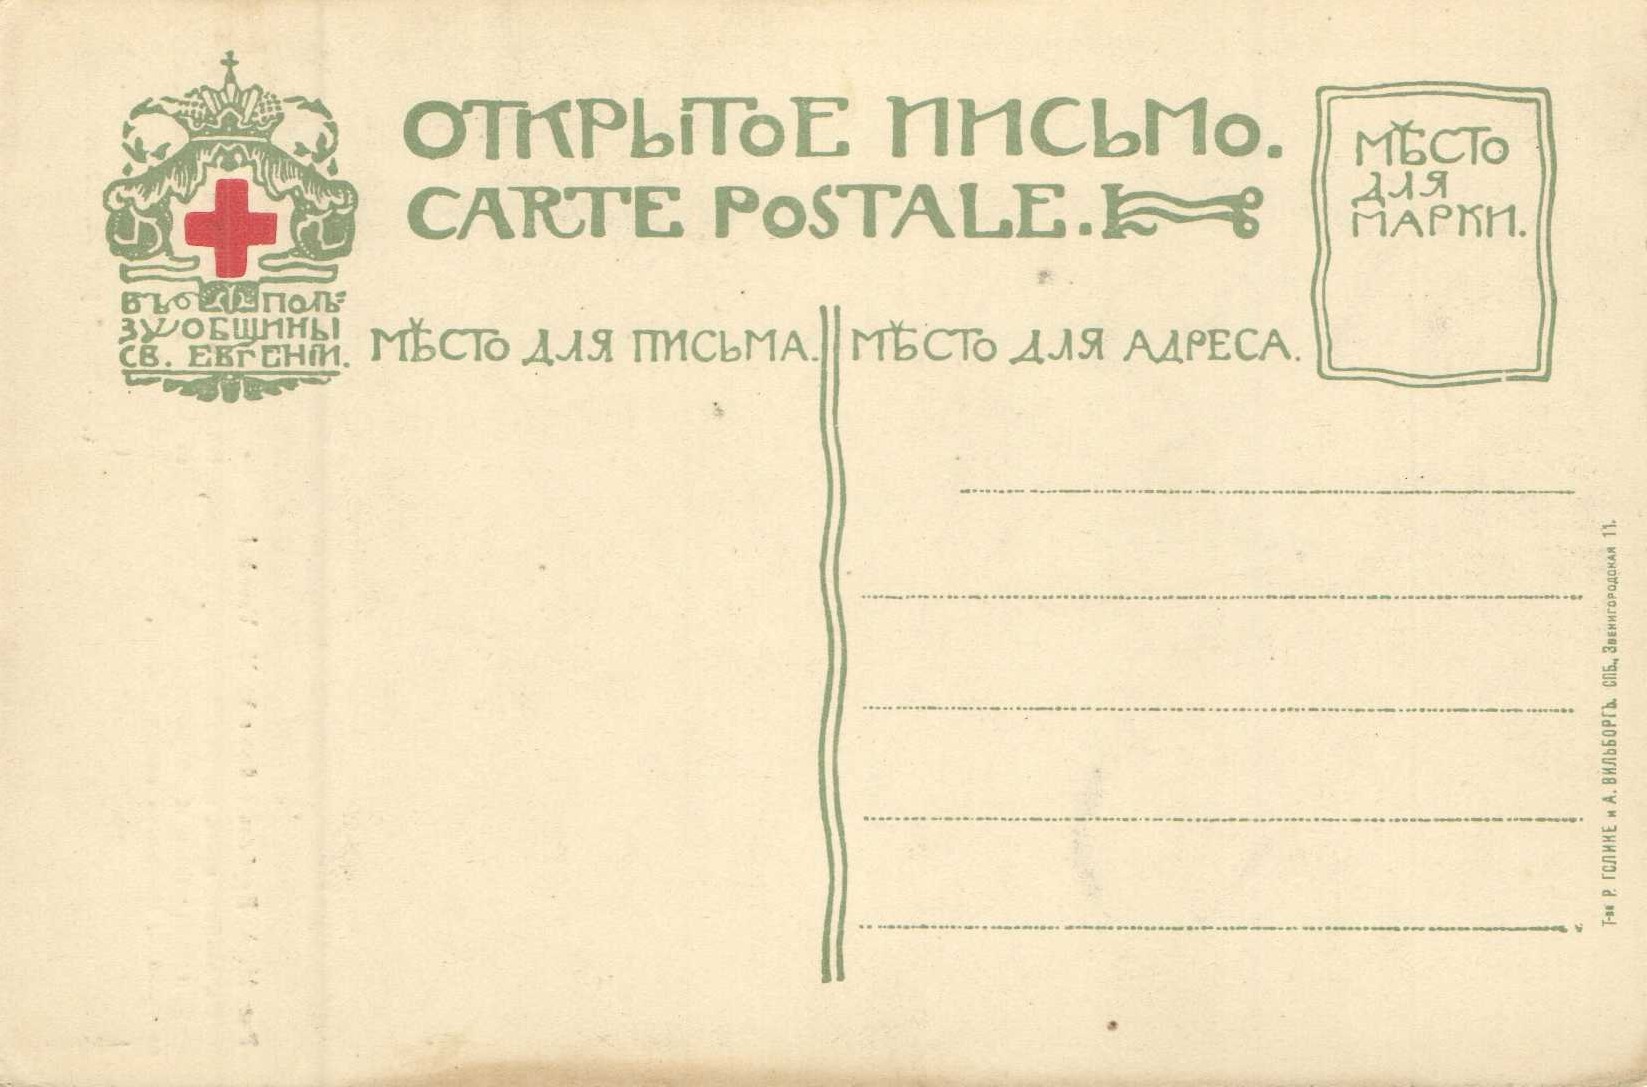 ОТКРЫТОЕ ПИСЬМО.
CARTE POSTALE.
МѢСТО
ДЛЯ
МАРКИ.
ВЪ ПОЛЬ=
ЗУ ОБЩИНЫ
СВ. ЕВГЕНІИ.
МѢСТО ДЛЯ ПИСЬМА.
МѢСТО ДЛЯ АДРЕСА.
Т-ва Р. ГОЛИКЕ и А. ВИЛЬБОРГЪ. СПБ., Звенигородская 11.